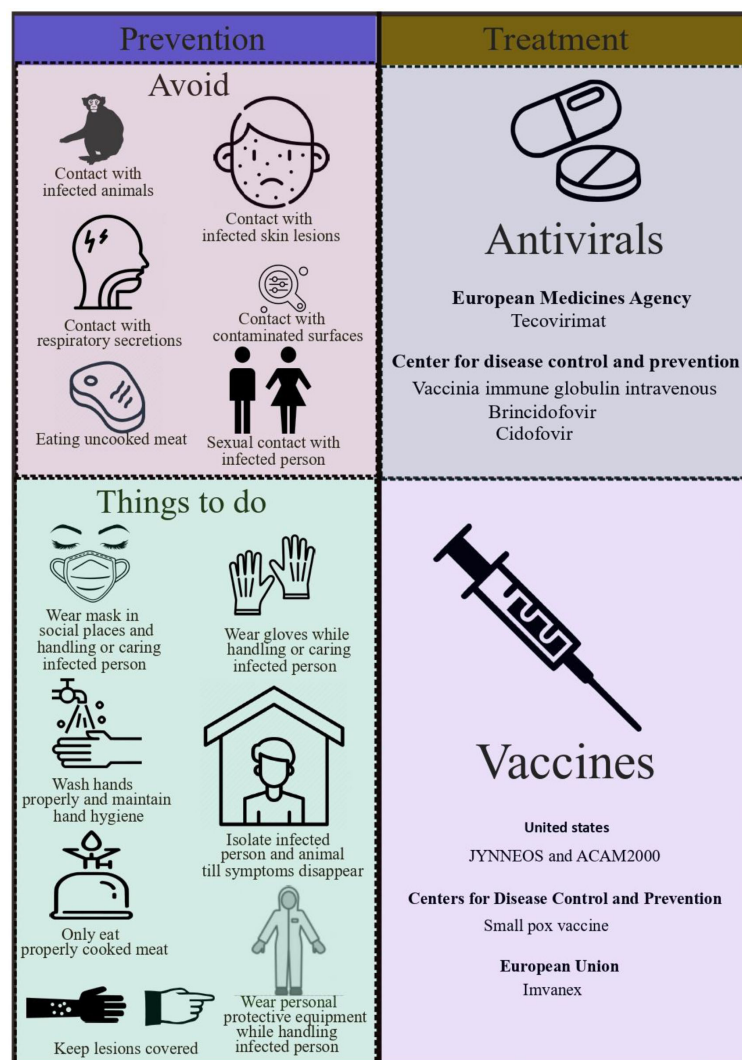 Prevention
Avoid
Contact with
infected animals
Contact with
infected skin lesions
Contact with
respiratory secretions
Contact with
contaminated surfaces
Eating uncooked meat
Sexual contact with
infected person
Things to do
Wear mask in
social places and
handling or caring
infected person
Wear gloves while
handling or caring
infected person
Wash hands
properly and maintain
hand hygiene
Isolate infected
person and animal
till symptoms disappear
Only eat
properly cooked meat
Wear personal
protective equipment
while handling
infected person
Keep lesions covered
Treatment
Antivirals
European Medicines Agency
Tecovirimat
Center for disease control and prevention
Vaccinia immune globulin intravenous
Brincidofovir
Cidofovir
Vaccines
United states
JYNNEOS and ACAM2000
Centers for Disease Control and Prevention
Small pox vaccine
European Union
Imvanex